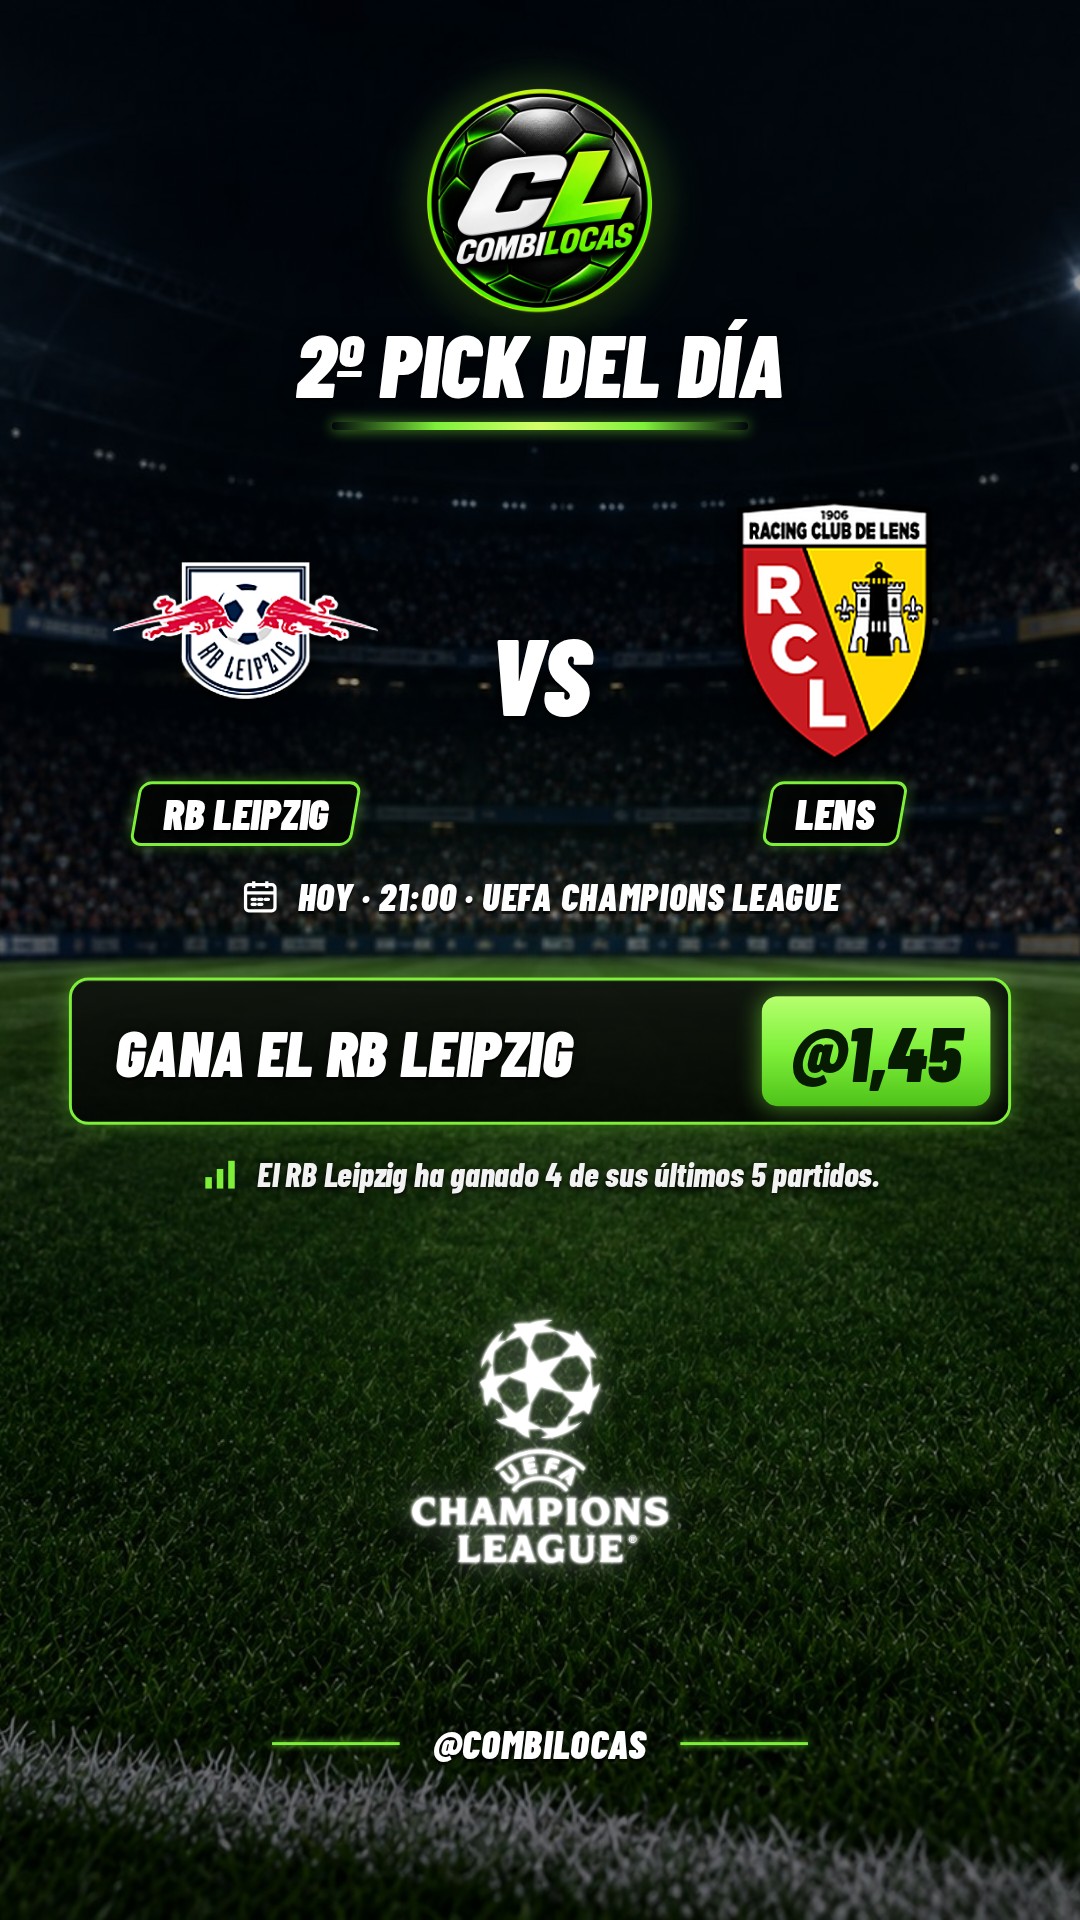 CL
COMBILOCAS
2º PICK DEL DÍA
1906
RACING CLUB DE LENS
RCL
RB LEIPZIG
VS
RB LEIPZIG
LENS
HOY · 21:00 · UEFA CHAMPIONS LEAGUE
GANA EL RB LEIPZIG
@1,45
El RB Leipzig ha ganado 4 de sus últimos 5 partidos.
UEFA
CHAMPIONS
LEAGUE®
@COMBILOCAS